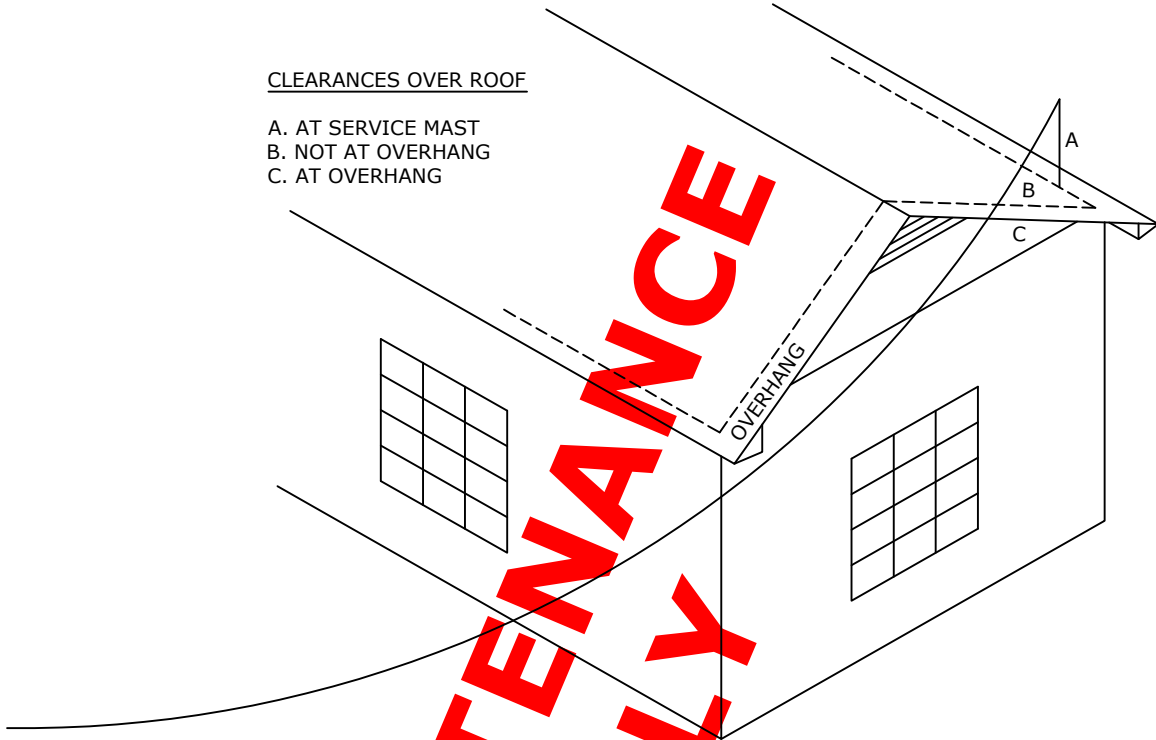 CLEARANCES OVER ROOF
A. AT SERVICE MAST
B. NOT AT OVERHANG
C. AT OVERHANG
A
B
C
OVERHANG
TENANCE
LY